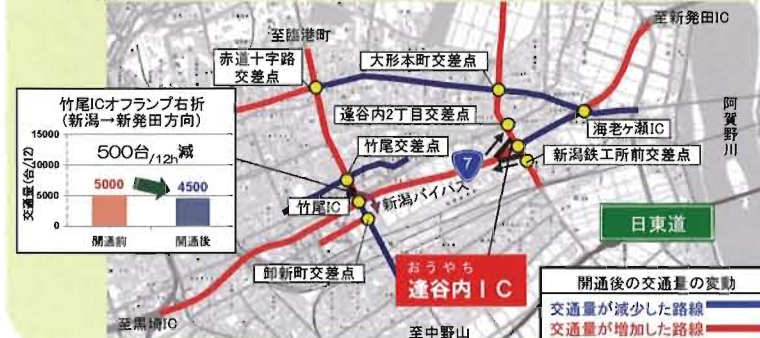 至新発田IC
至臨港町
赤道十字路
交差点
大形本町交差点
竹尾ICオフランプ右折
(新潟→新発田方向)
15000
10000
5000
0
交通量(台/12)
500台/12h減
5000
4500
開通前
開通後
逢谷内2丁目交差点
竹尾交差点
7
海老ヶ瀬IC
新潟鉄工所前交差点
阿賀野川
新潟バイパス
竹尾IC
日東道
卸新町交差点
おうやち
逢谷内IC
至黒埼IC
至中野山
開通後の交通量の変動
交通量が減少した路線
交通量が増加した路線